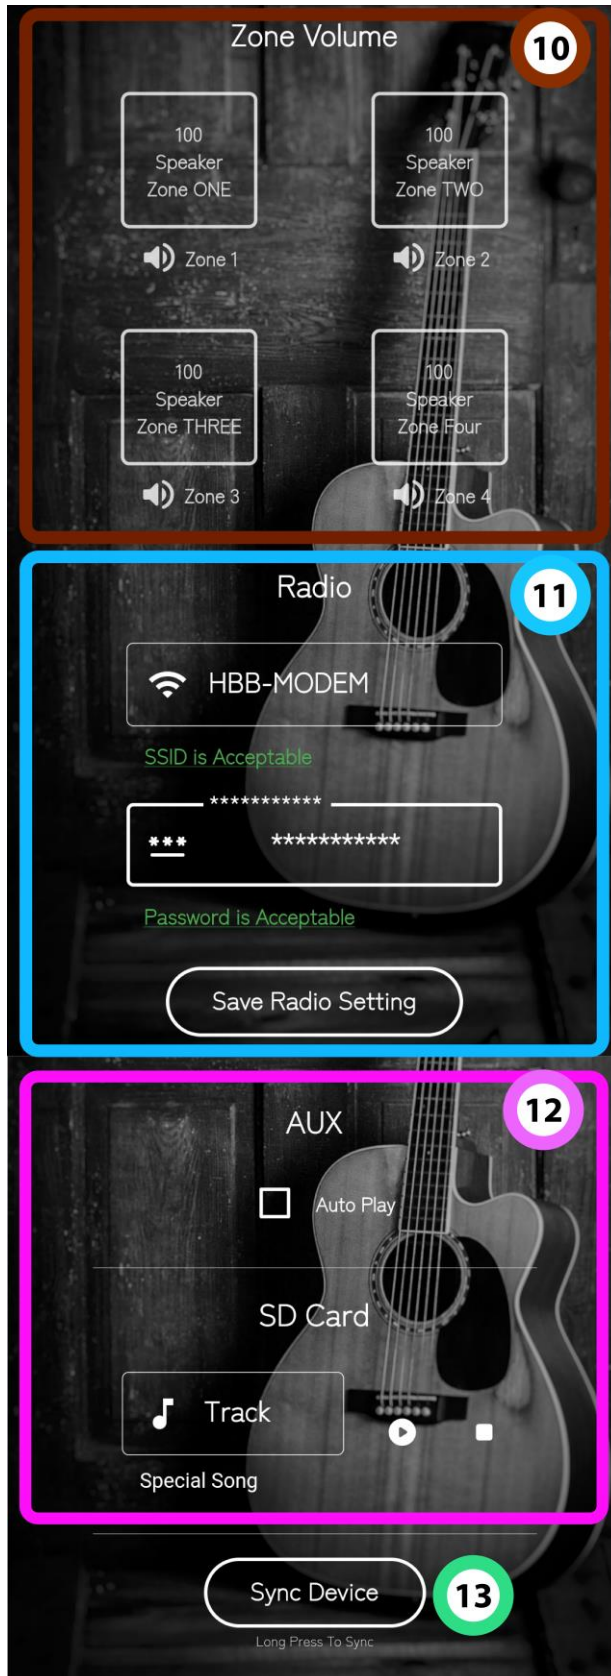 Zone Volume
10
100
Speaker
Zone ONE
100
Speaker
Zone TWO
Zone 1
Zone 2
100
Speaker
Zone THREE
100
Speaker
Zone Four
Zone 3
Zone 4
Radio
11
HBB-MODEM
SSID is Acceptable
***********
***
***********
Password is Acceptable
Save Radio Setting
12
AUX
Auto Play
SD Card
Track
Special Song
Sync Device
13
Long Press To Sync